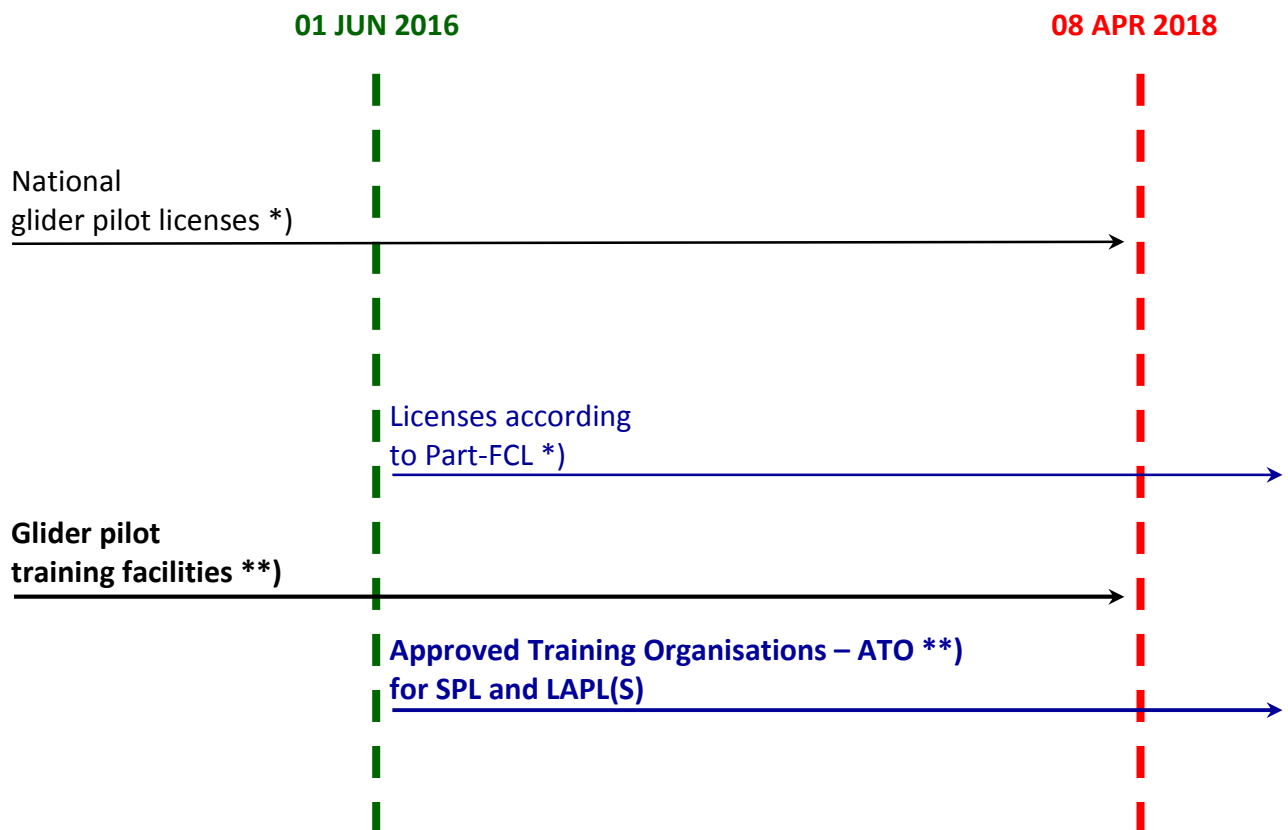 01 JUN 2016
08 APR 2018
National
glider pilot licenses *)
Licenses according
to Part-FCL *)
Glider pilot
training facilities **)
Approved Training Organisations – ATO **)
for SPL and LAPL(S)